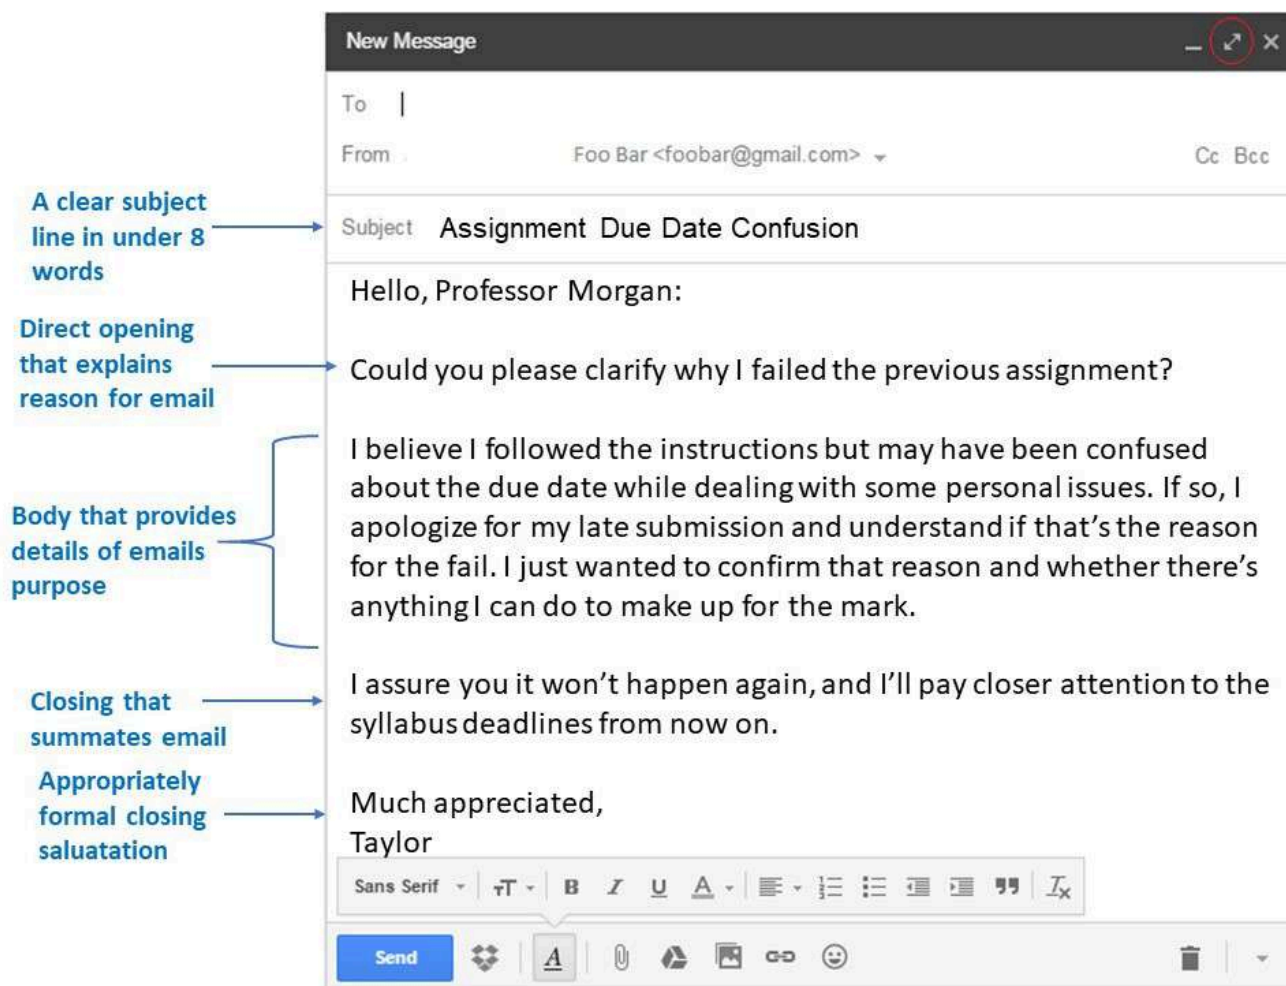 New Message
To
From
Foo Bar <foobar@gmail.com>
Cc Bcc
A clear subject
line in under 8
words
Subject Assignment Due Date Confusion
Hello, Professor Morgan:
Direct opening
that explains
reason for email
Could you please clarify why I failed the previous assignment?
Body that provides
details of emails
purpose
I believe I followed the instructions but may have been confused
about the due date while dealing with some personal issues. If so, I
apologize for my late submission and understand if that’s the reason
for the fail. I just wanted to confirm that reason and whether there’s
anything I can do to make up for the mark.
Closing that
summates email
I assure you it won’t happen again, and I’ll pay closer attention to the
syllabus deadlines from now on.
Appropriately
formal closing
saluatation
Much appreciated,
Taylor
Sans Serif
Send